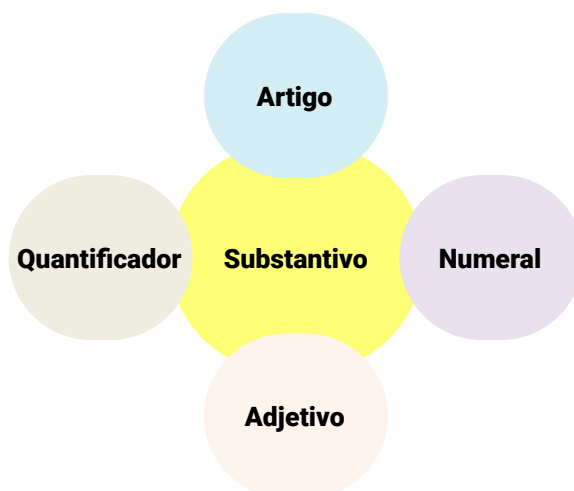 Artigo
Quantificador
Substantivo
Numeral
Adjetivo